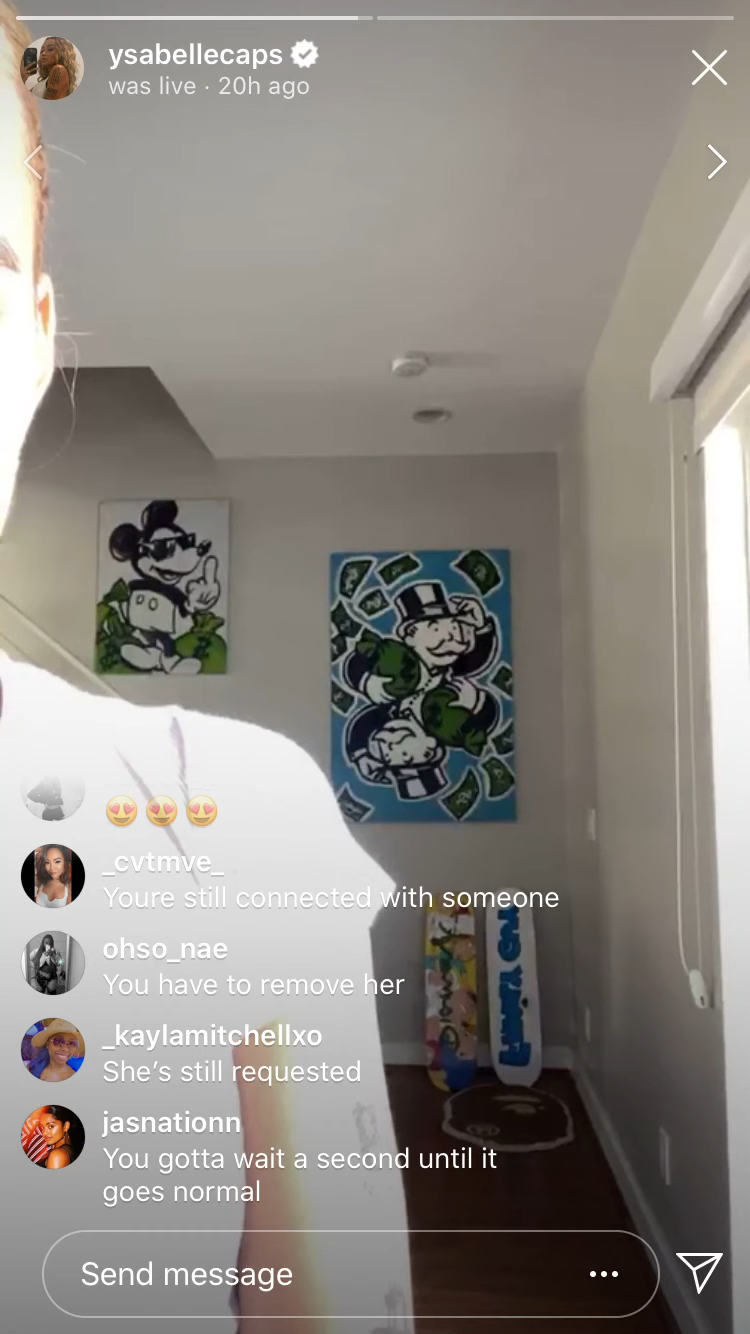 ysabellecaps
was live · 20h ago
😍😍😍
_cvtmve_
Youre still connected with someone
ohso_nae
You have to remove her
_kaylamitchellxo
She’s still requested
jasnationn
You gotta wait a second until it
goes normal
Send message